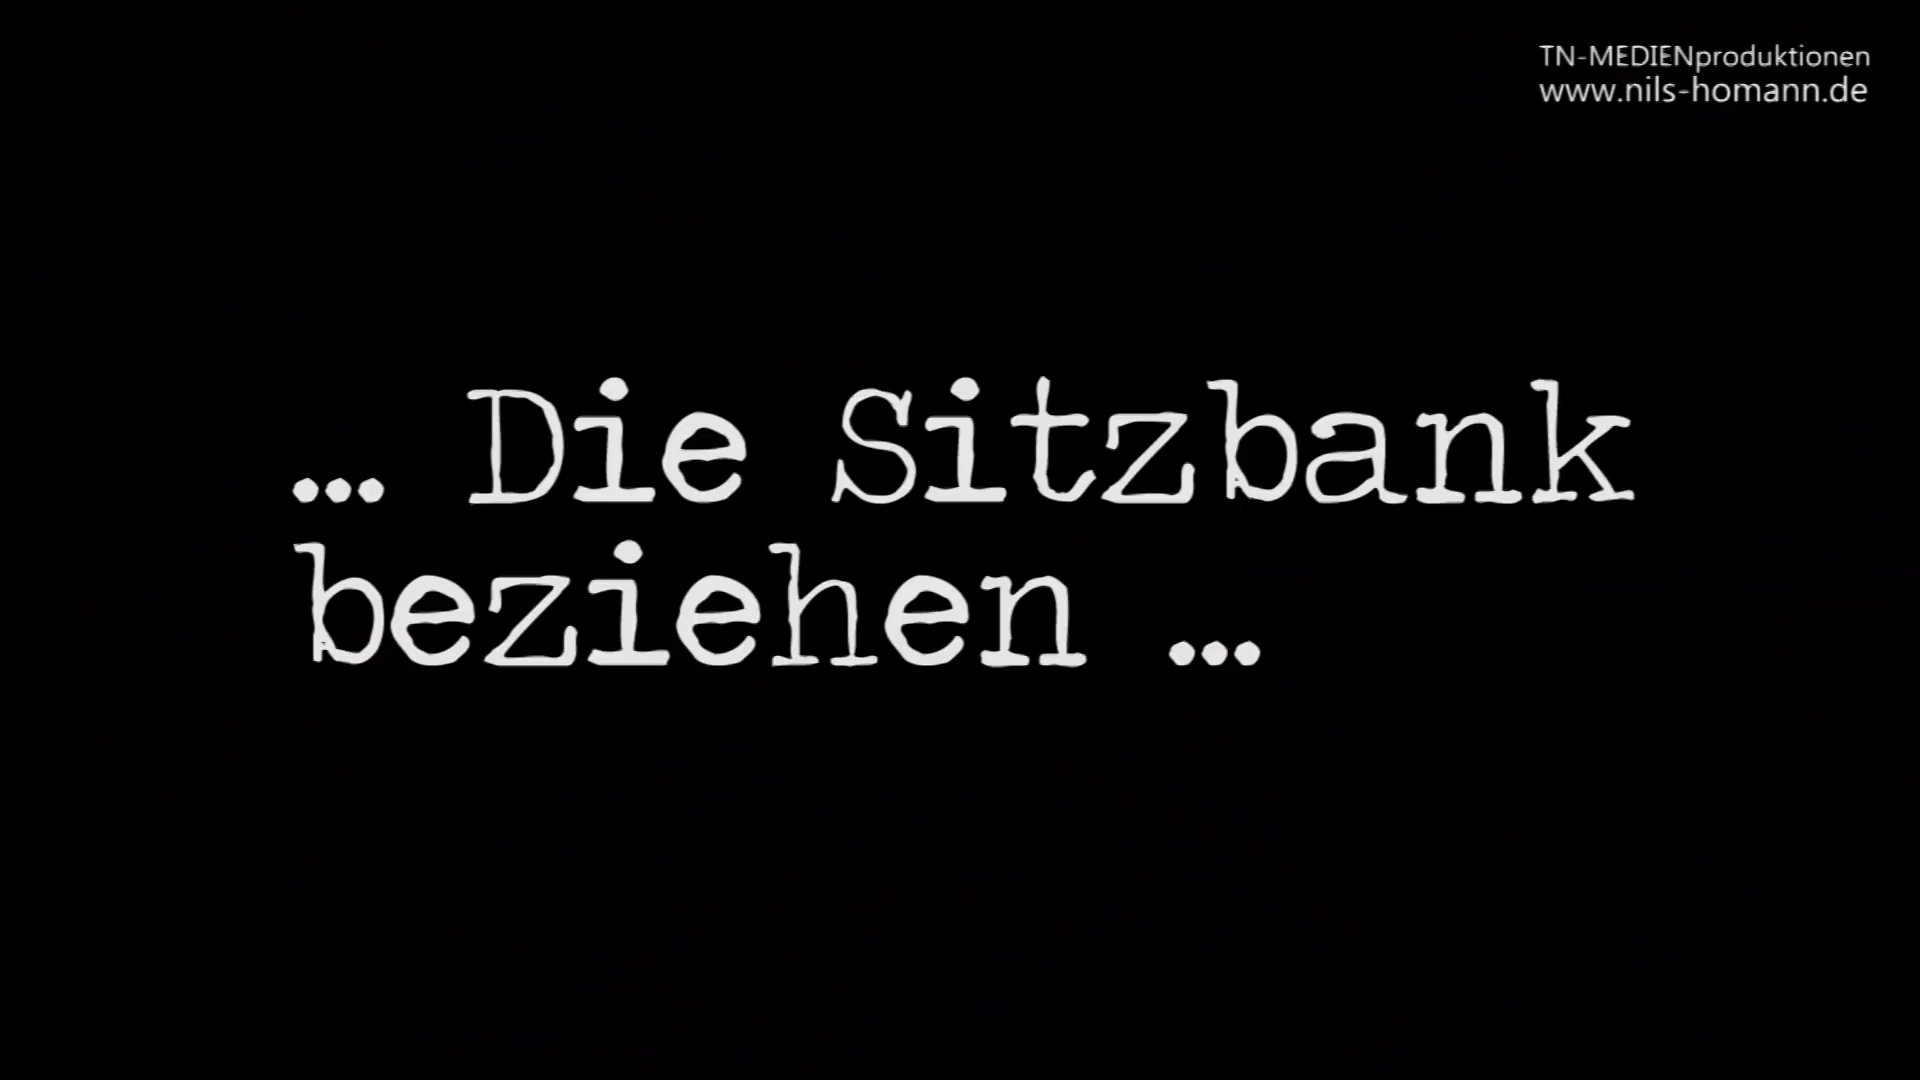 TN-MEDIENproduktionen
www.nils-homann.de
... Die Sitzbank
beziehen ...